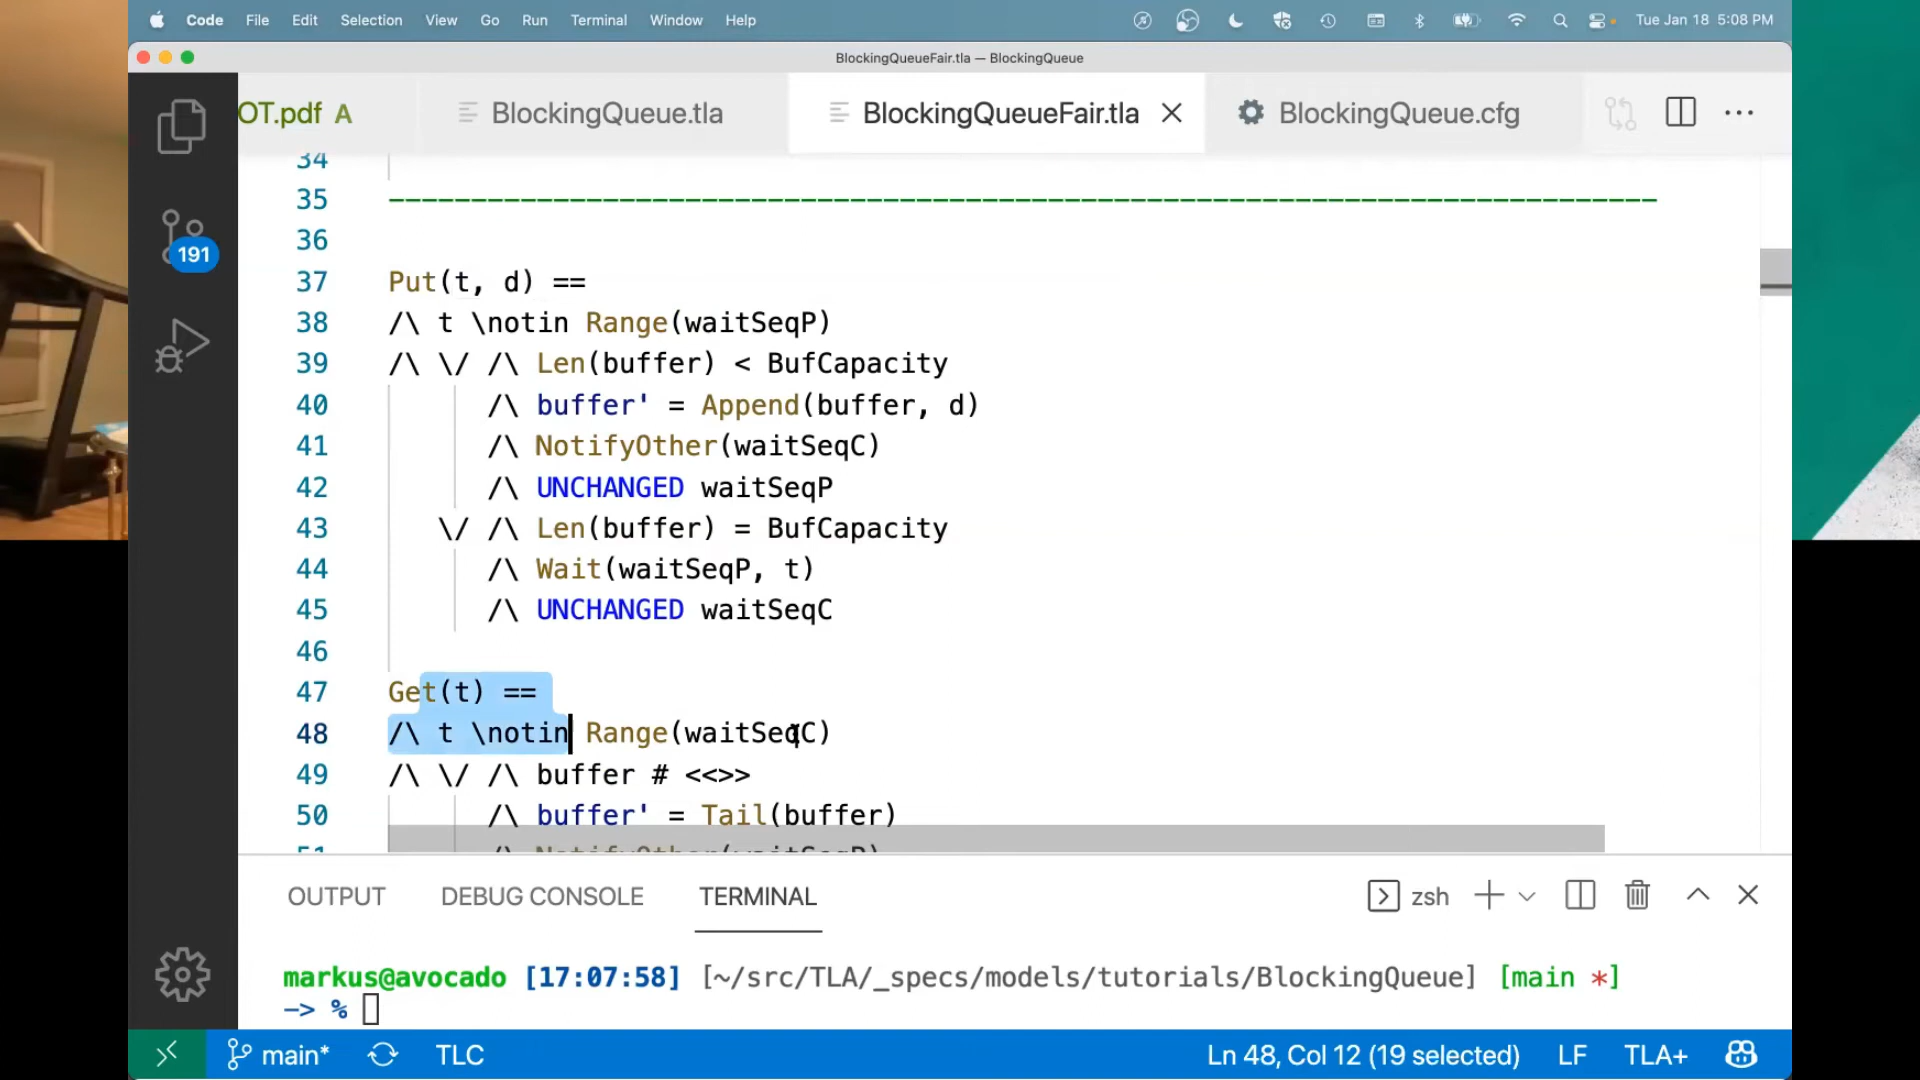 Code File Edit Selection View Go Run Terminal Window Help Tue Jan 18 5:08 PM
BlockingQueueFair.tla — BlockingQueue
OT.pdf A BlockingQueue.tla BlockingQueueFair.tla BlockingQueue.cfg
34
35 ------------------------------------------------------------------------------
36
37 Put(t, d) ==
38 /\ t \notin Range(waitSeqP)
39 /\ \/ /\ Len(buffer) < BufCapacity
40 /\ buffer' = Append(buffer, d)
41 /\ NotifyOther(waitSeqC)
42 /\ UNCHANGED waitSeqP
43 \/ /\ Len(buffer) = BufCapacity
44 /\ Wait(waitSeqP, t)
45 /\ UNCHANGED waitSeqC
46
47 Get(t) ==
48 /\ t \notin Range(waitSeqC)
49 /\ \/ /\ buffer # <<>>
50 /\ buffer' = Tail(buffer)
51 /\ NotifyOther(waitSeqP)
191
OUTPUT DEBUG CONSOLE TERMINAL zsh
markus@avocado [17:07:58] [~/src/TLA/_specs/models/tutorials/BlockingQueue] [main *]
-> %
main* TLC Ln 48, Col 12 (19 selected) LF TLA+